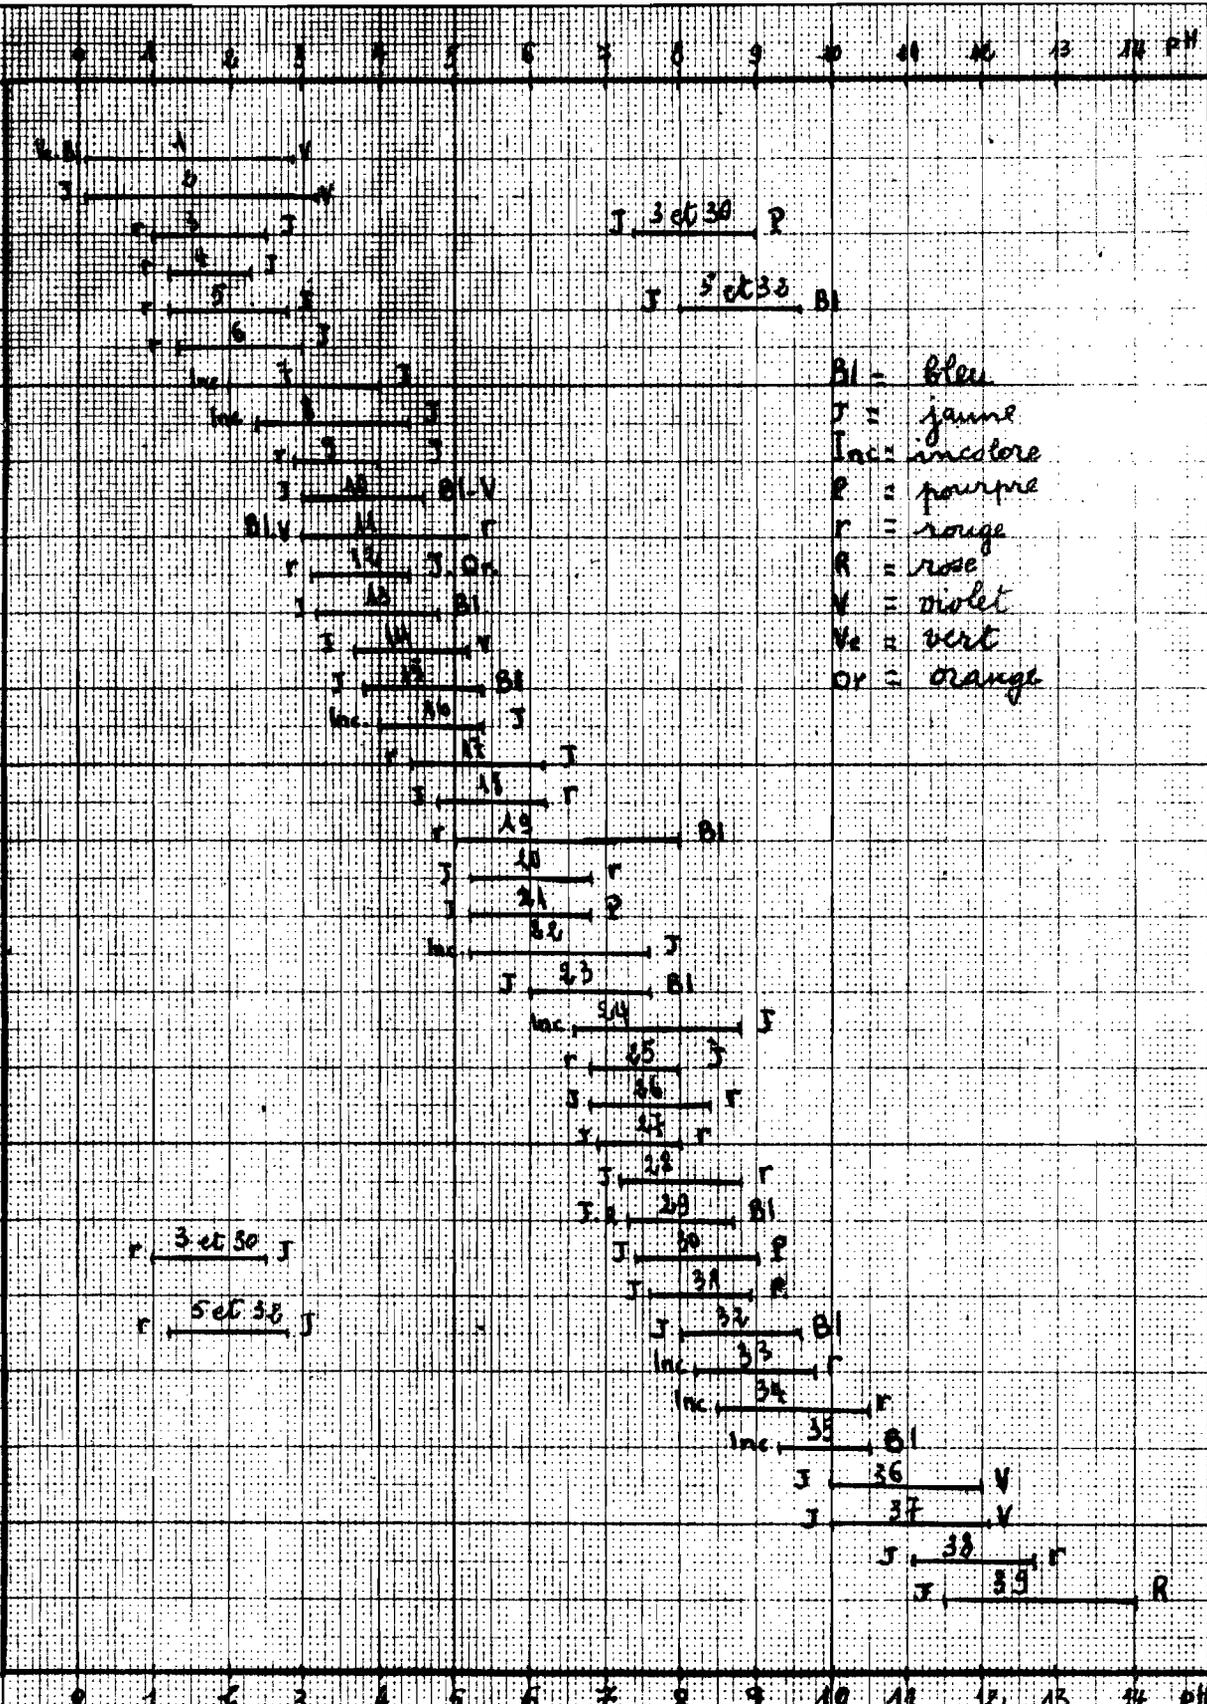 0 1 2 3 4 5 6 7 8 9 10 11 12 13 14 pH
1 V
J 2 V
r 3 J J 3 et 30 P
r 4 J
r 5 J J 5 et 32 Bl
r 6 J
Inc 7 J Bl = bleu
Inc. 8 J J = jaune
r 9 J Inc = incolore
J 10 Bl-V P = pourpre
Bl.V 11 r r = rouge
r 12 J.Or. R = rose
J 13 Bl V = violet
J 14 V Ve = vert
J 15 Bl Or = orange
Inc. 16 J
r 17 J
J 18 r
r 19 Bl
J 20 r
J 21 P
Inc. 22 J
J 23 Bl
Inc. 24 J
r 25 J
J 26 r
J 27 r
J 28 r
29 Bl
r 3 et 30 J J 30 P
J 31
r 5 et 32 J J 32 Bl
Inc 33 r
Inc. 34 r
Inc. 35 Bl
J 36 V
J 37 V
J 38 r
J 39 R
0 1 2 3 4 5 6 7 8 9 10 11 12 13 14 pH